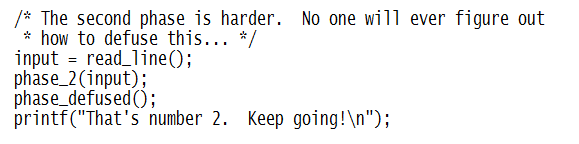 /* The second phase is harder.  No one will ever figure out
 * how to defuse this... */
input = read_line();
phase_2(input);
phase_defused();
printf("That's number 2.  Keep going!\n");